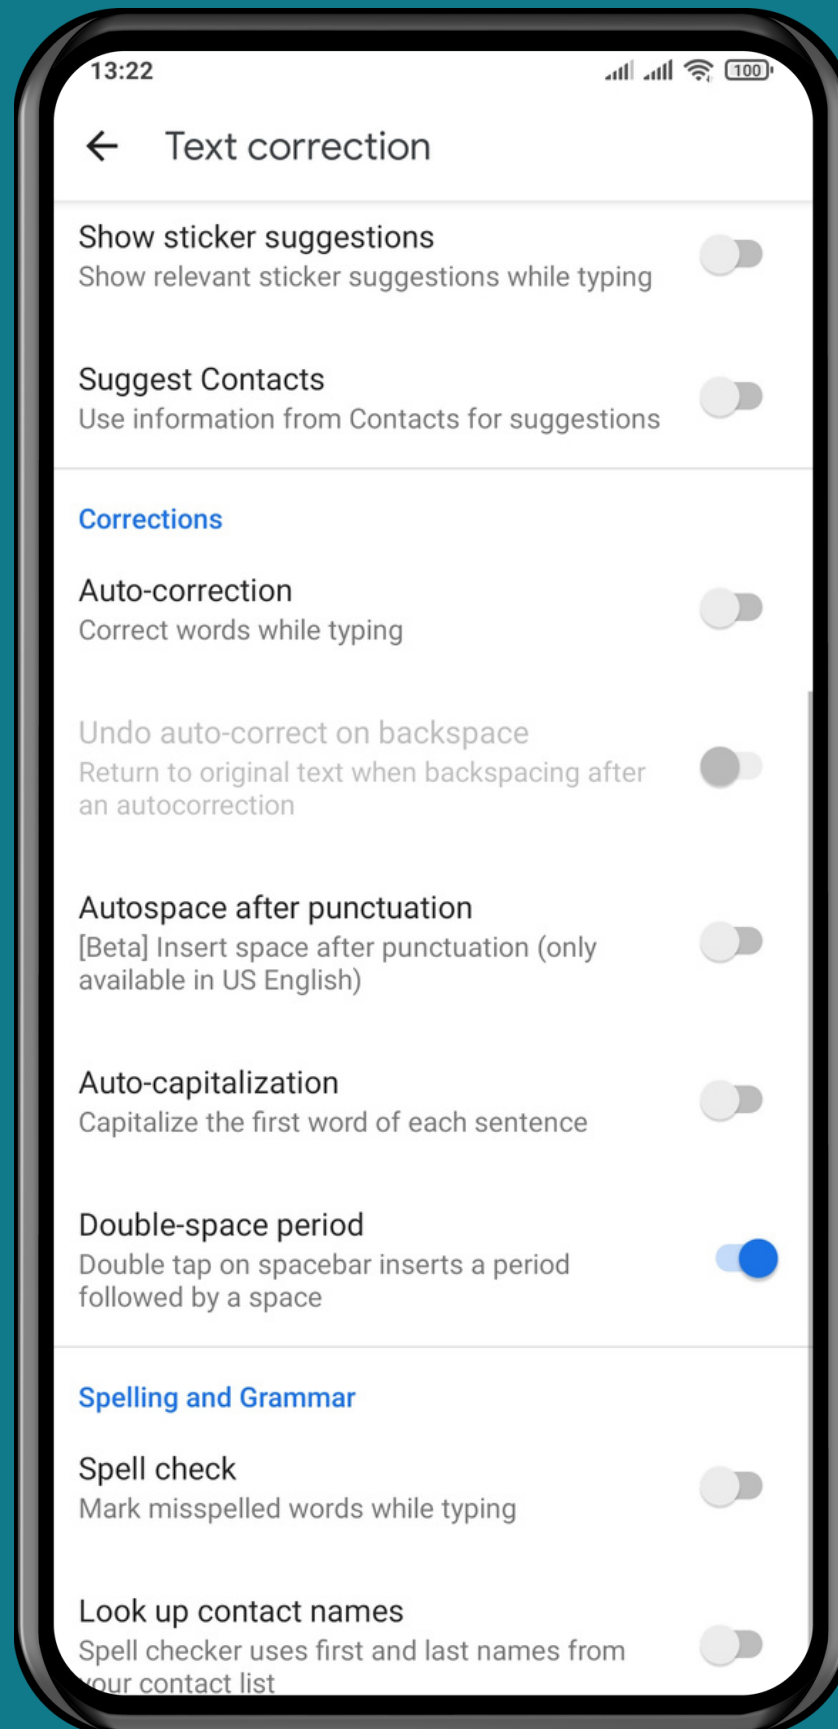 13:22
100
Text correction
Show sticker suggestions
Show relevant sticker suggestions while typing
Suggest Contacts
Use information from Contacts for suggestions
Corrections
Auto-correction
Correct words while typing
Undo auto-correct on backspace
Return to original text when backspacing after
an autocorrection
Autospace after punctuation
[Beta] Insert space after punctuation (only
available in US English)
Auto-capitalization
Capitalize the first word of each sentence
Double-space period
Double tap on spacebar inserts a period
followed by a space
Spelling and Grammar
Spell check
Mark misspelled words while typing
Look up contact names
Spell checker uses first and last names from
your contact list